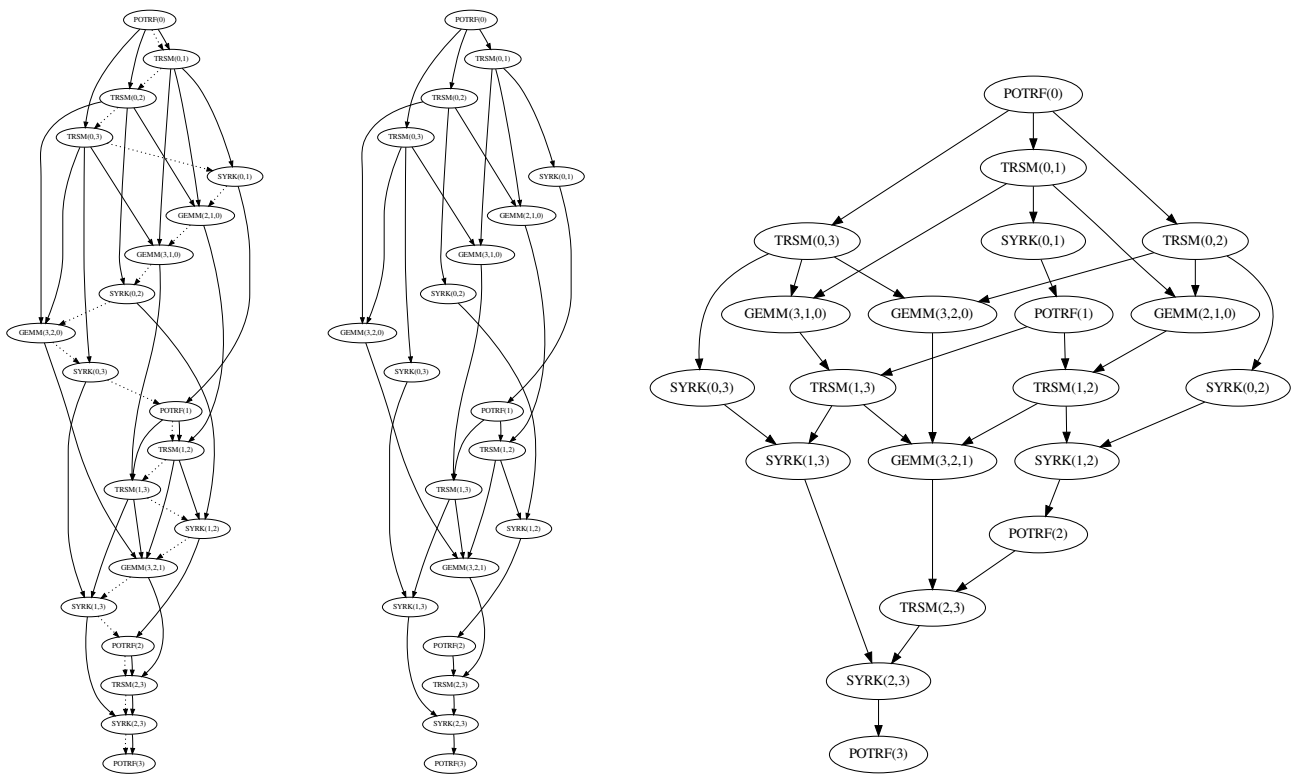 POTRF(0)
TRSM(0,1)
TRSM(0,2)
TRSM(0,3)
SYRK(0,1)
GEMM(2,1,0)
GEMM(3,1,0)
SYRK(0,2)
GEMM(3,2,0)
SYRK(0,3)
POTRF(1)
TRSM(1,2)
TRSM(1,3)
SYRK(1,2)
GEMM(3,2,1)
SYRK(1,3)
POTRF(2)
TRSM(2,3)
SYRK(2,3)
POTRF(3)
POTRF(0)
TRSM(0,1)
TRSM(0,2)
TRSM(0,3)
SYRK(0,1)
GEMM(2,1,0)
GEMM(3,1,0)
SYRK(0,2)
GEMM(3,2,0)
SYRK(0,3)
POTRF(1)
TRSM(1,2)
TRSM(1,3)
SYRK(1,2)
GEMM(3,2,1)
SYRK(1,3)
POTRF(2)
TRSM(2,3)
SYRK(2,3)
POTRF(3)
POTRF(0)
TRSM(0,1)
TRSM(0,3) SYRK(0,1) TRSM(0,2)
GEMM(3,1,0) GEMM(3,2,0) POTRF(1) GEMM(2,1,0)
SYRK(0,3) TRSM(1,3) TRSM(1,2) SYRK(0,2)
SYRK(1,3) GEMM(3,2,1) SYRK(1,2)
POTRF(2)
TRSM(2,3)
SYRK(2,3)
POTRF(3)